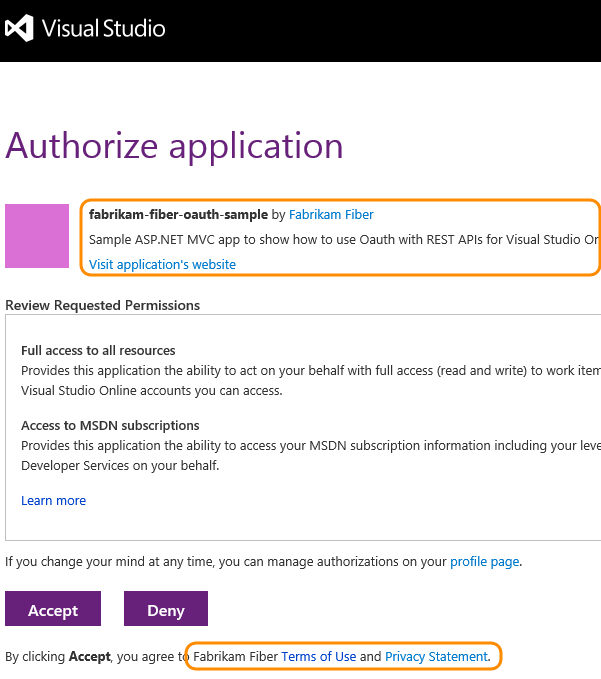 Visual Studio
Authorize application
fabrikam-fiber-oauth-sample by Fabrikam Fiber
Sample ASP.NET MVC app to show how to use Oauth with REST APIs for Visual Studio Or
Visit application's website
Review Requested Permissions
Full access to all resources
Provides this application the ability to act on your behalf with full access (read and write) to work item
Visual Studio Online accounts you can access.
Access to MSDN subscriptions
Provides this application the ability to access your MSDN subscription information including your leve
Developer Services on your behalf.
Learn more
If you change your mind at any time, you can manage authorizations on your profile page.
Accept Deny
By clicking Accept, you agree to Fabrikam Fiber Terms of Use and Privacy Statement.